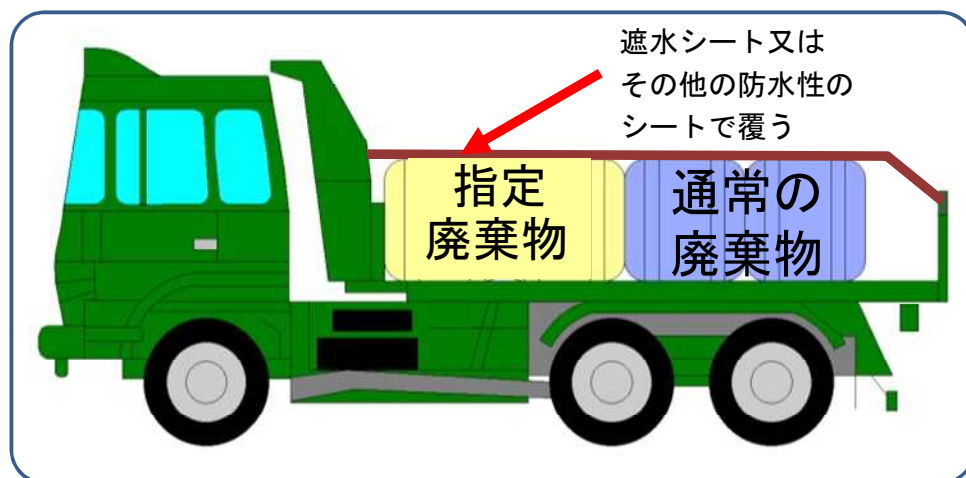 遮水シート又は
その他の防水性の
シートで覆う
指定
廃棄物
通常の
廃棄物